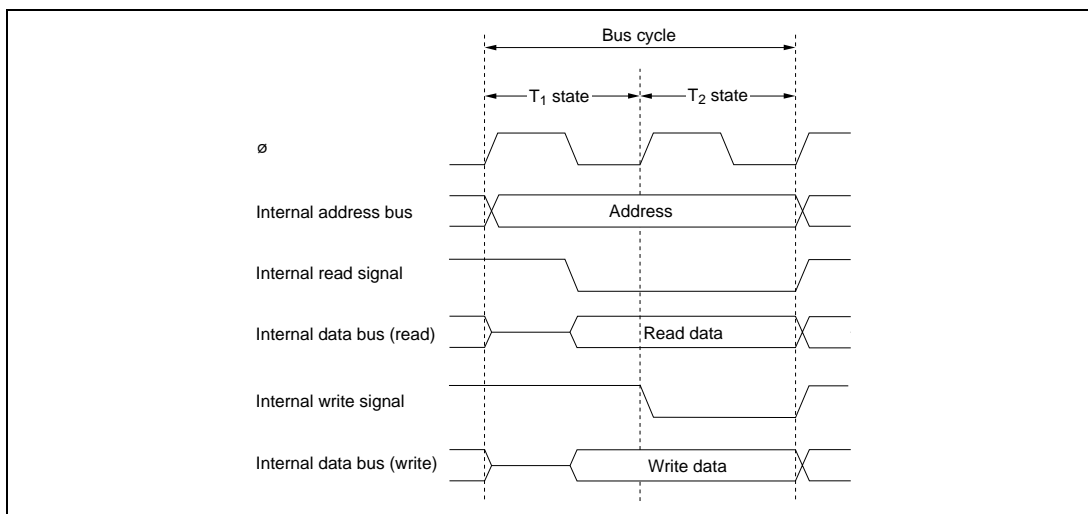 Bus cycle
T₁ state
T₂ state
ø
Internal address bus
Address
Internal read signal
Internal data bus (read)
Read data
Internal write signal
Internal data bus (write)
Write data